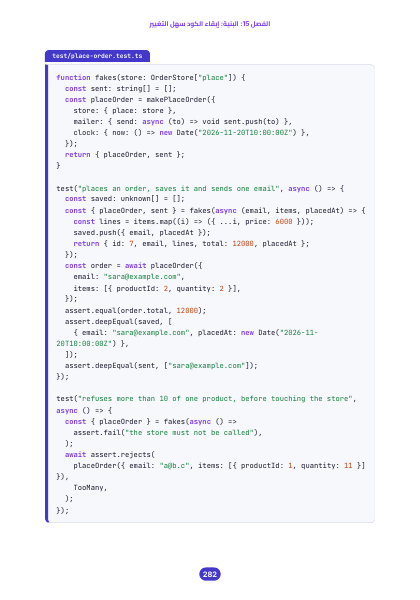 الفصل 15: البنية: إبقاء الكود سهل التغيير
test/place-order.test.ts
function fakes(store: OrderStore["place"]) {
  const sent: string[] = [];
  const placeOrder = makePlaceOrder({
    store: { place: store },
    mailer: { send: async (to) => void sent.push(to) },
    clock: { now: () => new Date("2026-11-20T10:00:00Z") },
  });
  return { placeOrder, sent };
}

test("places an order, saves it and sends one email", async () => {
  const saved: unknown[] = [];
  const { placeOrder, sent } = fakes(async (email, items, placedAt) => {
    const lines = items.map((i) => ({ ...i, price: 6000 }));
    saved.push({ email, placedAt });
    return { id: 7, email, lines, total: 12000, placedAt };
  });
  const order = await placeOrder({
    email: "sara@example.com",
    items: [{ productId: 2, quantity: 2 }],
  });
  assert.equal(order.total, 12000);
  assert.deepEqual(saved, [
    { email: "sara@example.com", placedAt: new Date("2026-11-
20T10:00:00Z") },
  ]);
  assert.deepEqual(sent, ["sara@example.com"]);
});

test("refuses more than 10 of one product, before touching the store",
async () => {
  const { placeOrder } = fakes(async () =>
    assert.fail("the store must not be called"),
  );
  await assert.rejects(
    placeOrder({ email: "a@b.c", items: [{ productId: 1, quantity: 11 }]
}),
    TooMany,
  );
});
282